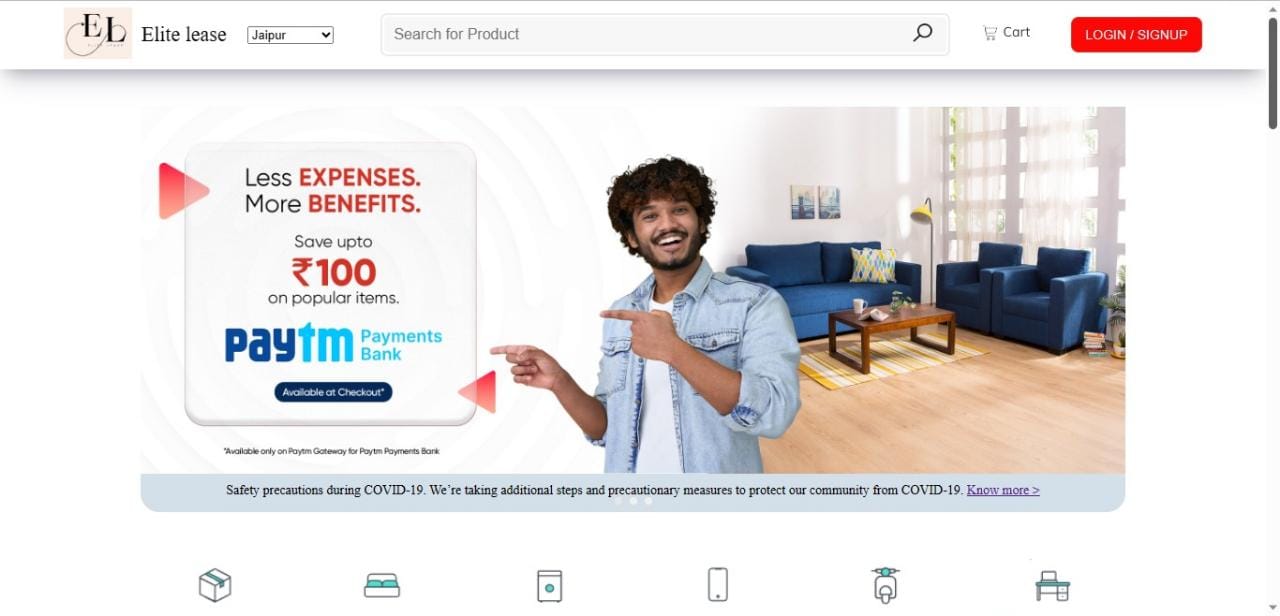 EL
Elite lease
Jaipur
Search for Product
Cart
LOGIN / SIGNUP
Less EXPENSES.
More BENEFITS.
Save upto
₹100
on popular items.
paytm Payments
Bank
Available at Checkout*
*Available only on Paytm Gateway for Paytm Payments Bank
Safety precautions during COVID-19. We’re taking additional steps and precautionary measures to protect our community from COVID-19. Know more >